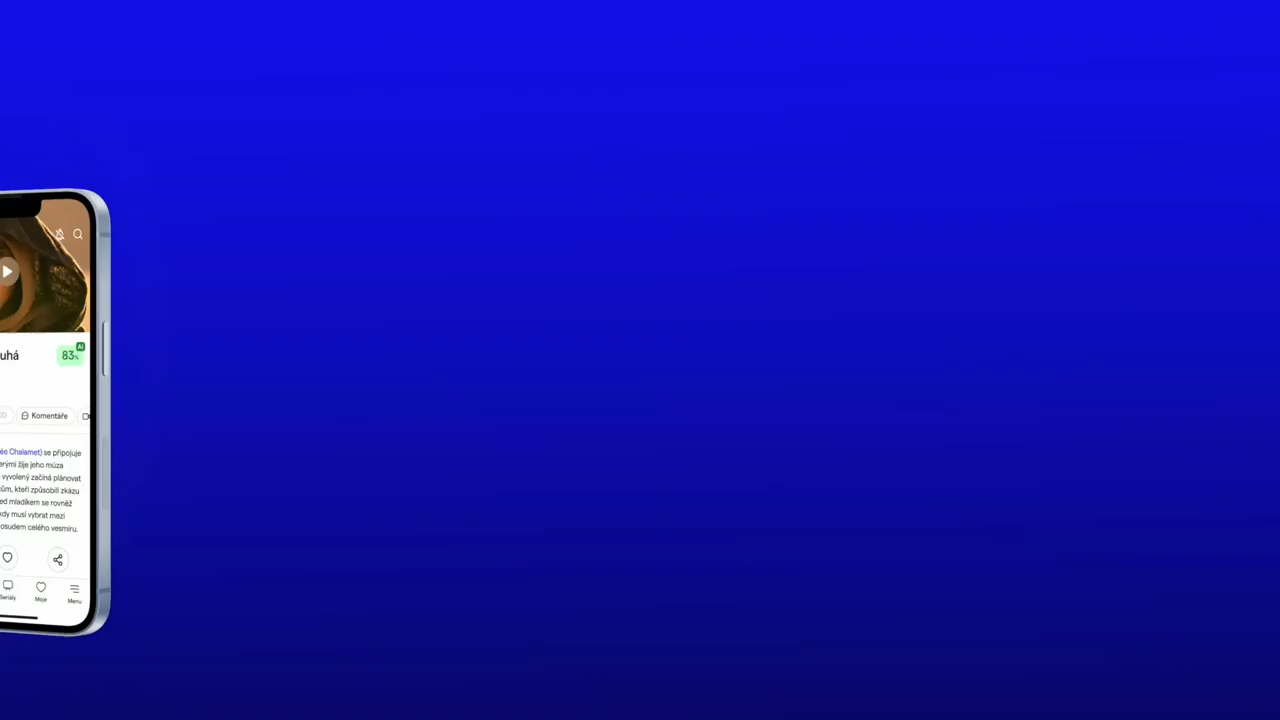 uhá
AI
83%
Komentáře
ée Chalamet) se připojuje
erými žije jeho múza
vyvolený začíná plánovat
ům, kteří způsobili zkázu
ed mladíkem se rovněž
kdy musí vybrat mezi
osudem celého vesmíru.
Seriály
Moje
Menu